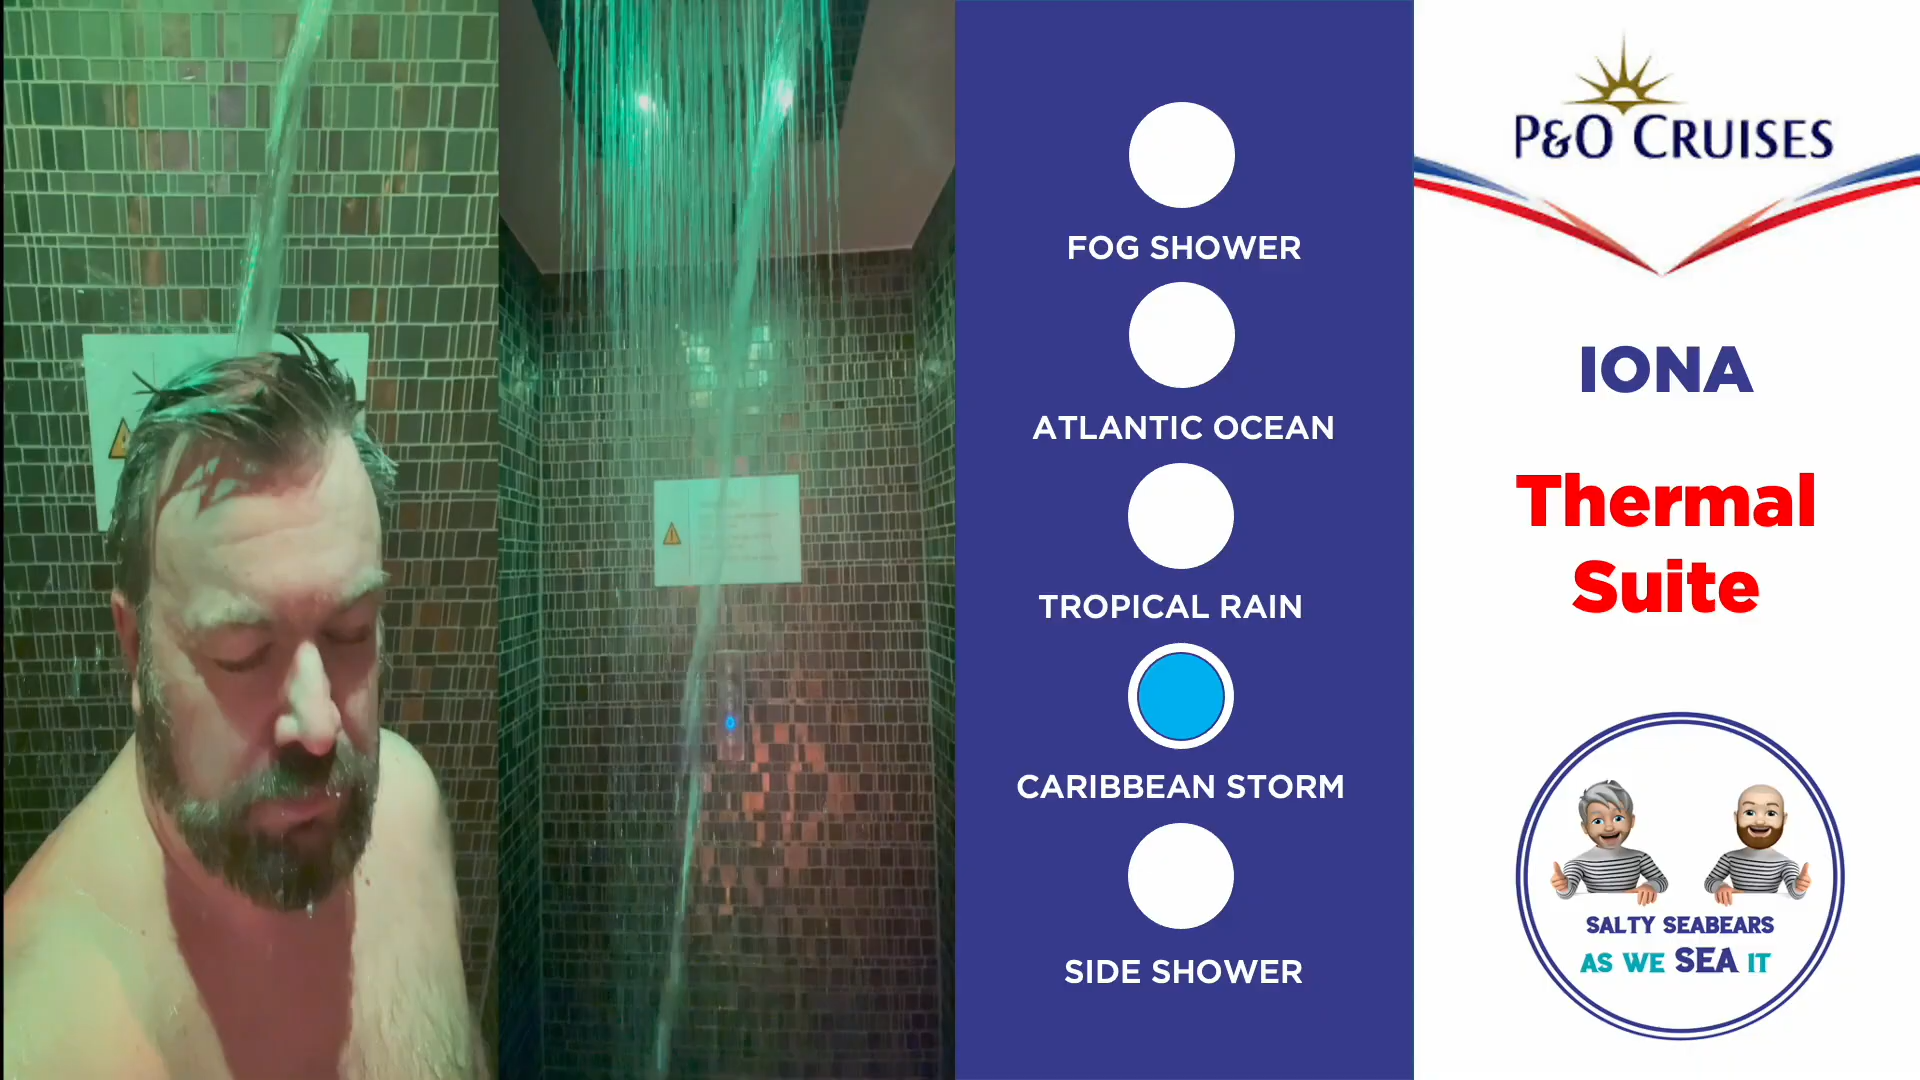 FOG SHOWER
ATLANTIC OCEAN
TROPICAL RAIN
CARIBBEAN STORM
SIDE SHOWER
P&O CRUISES
IONA
Thermal
Suite
SALTY SEABEARS
AS WE SEA IT